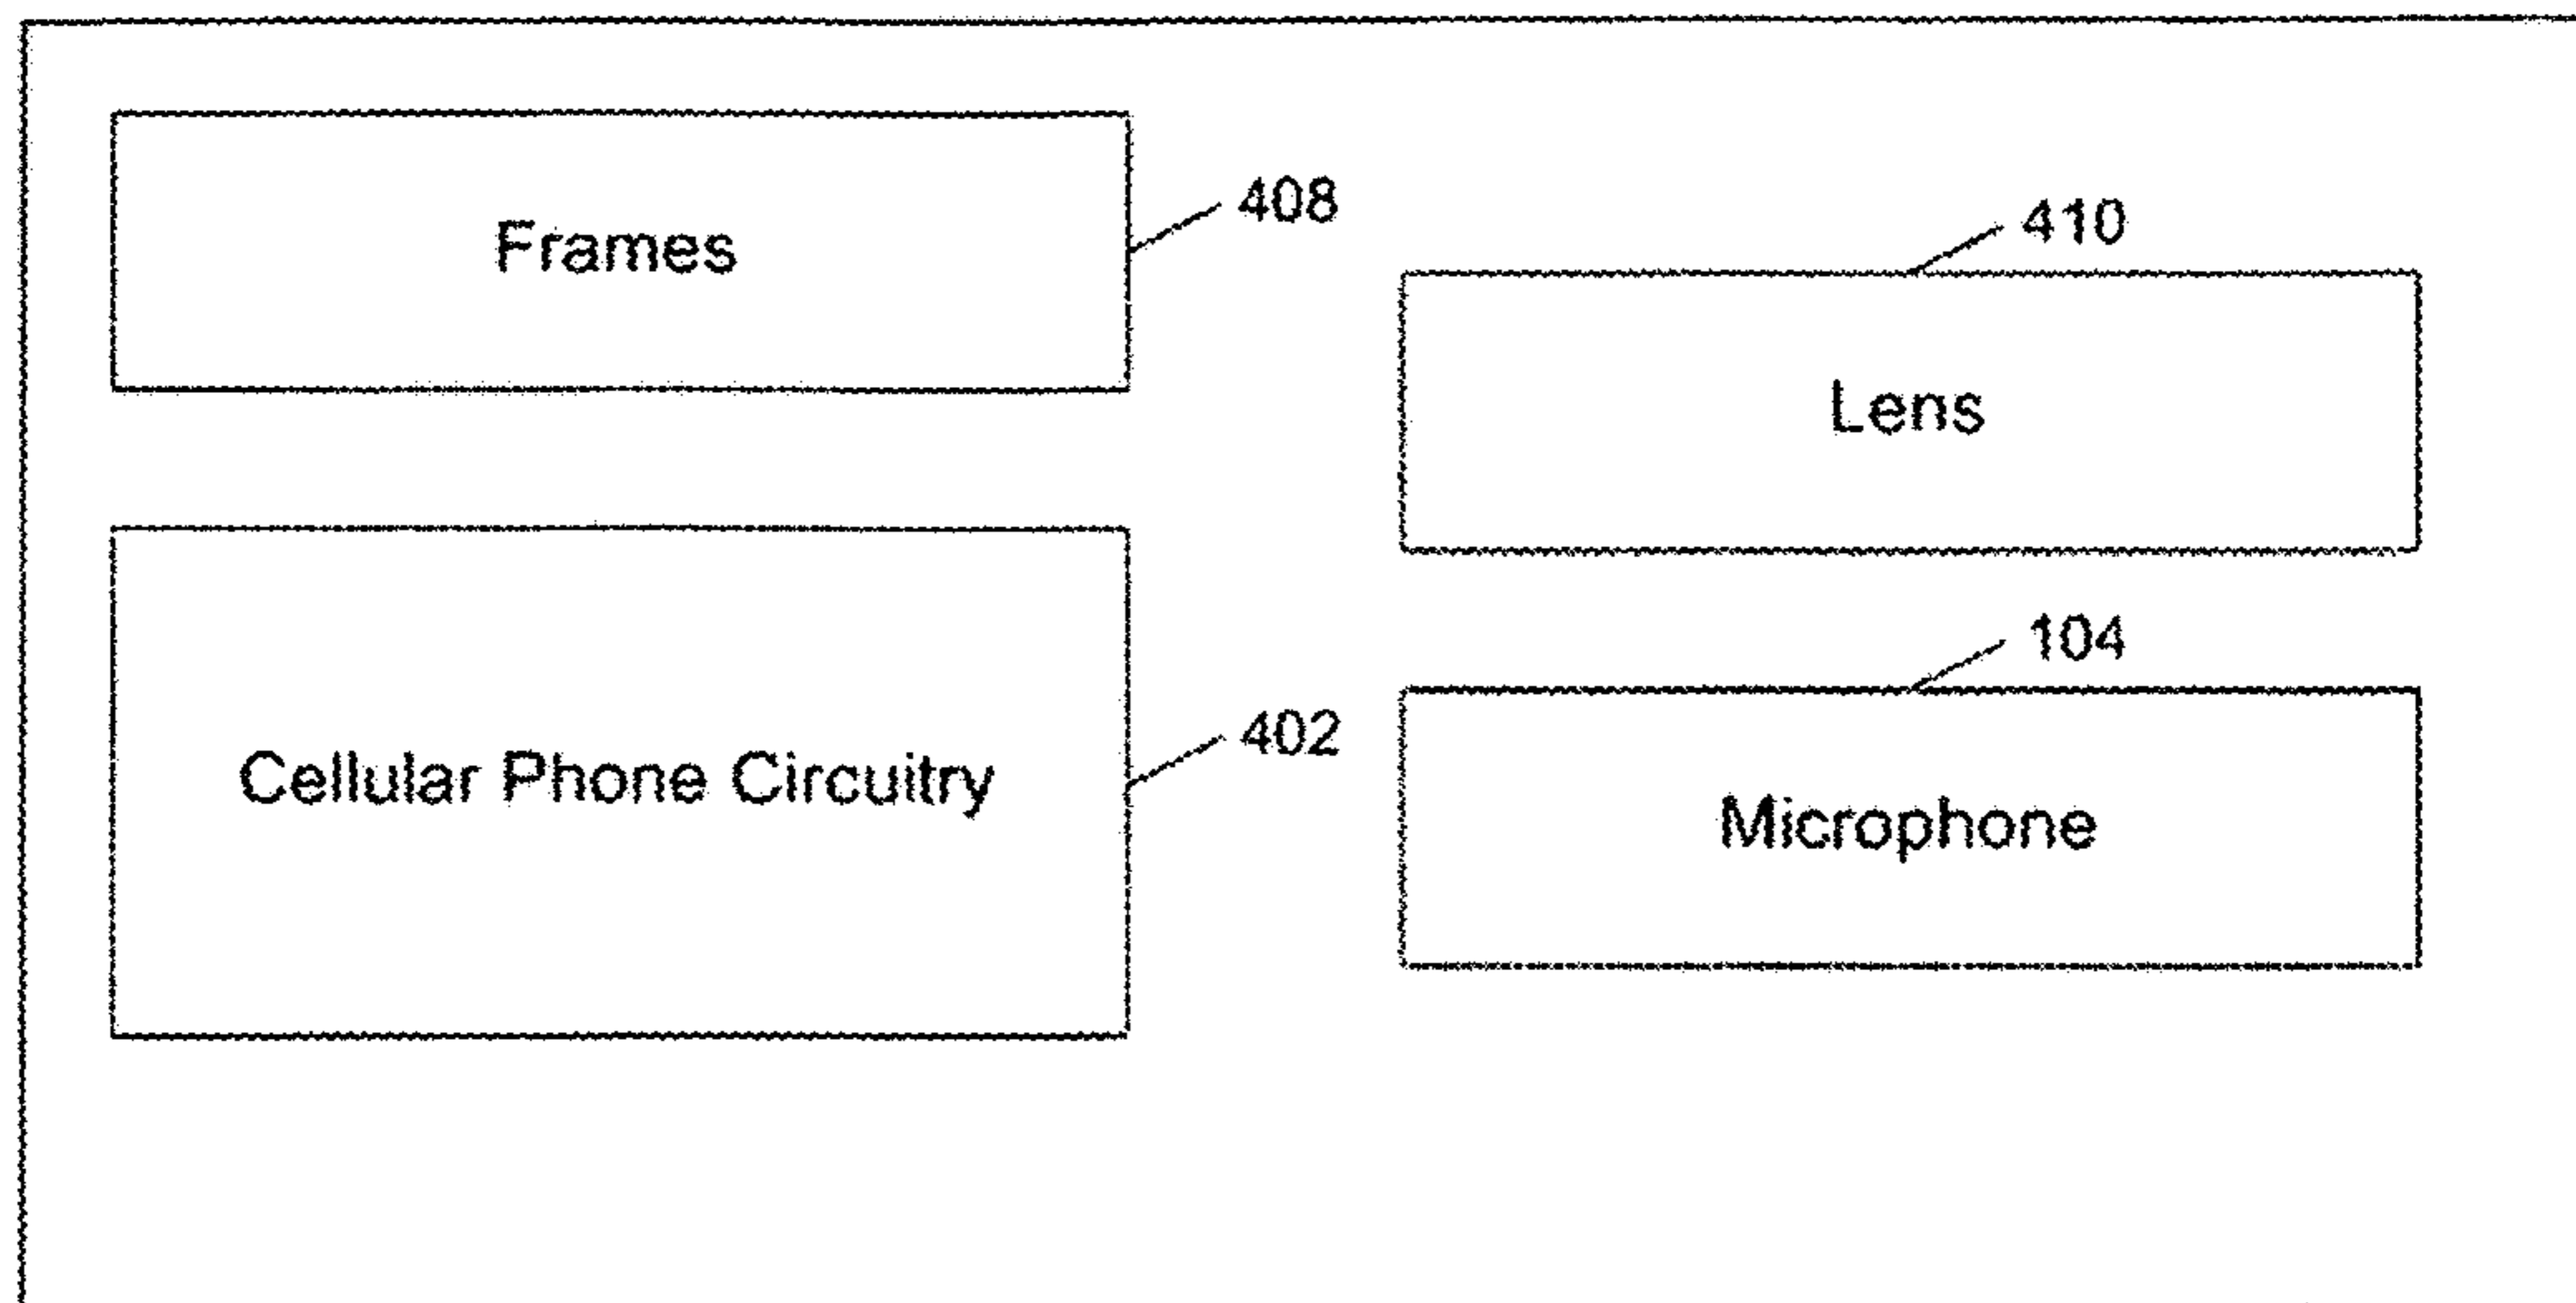 Frames
408
410
Lens
Cellular Phone Circuitry
402
104
Microphone